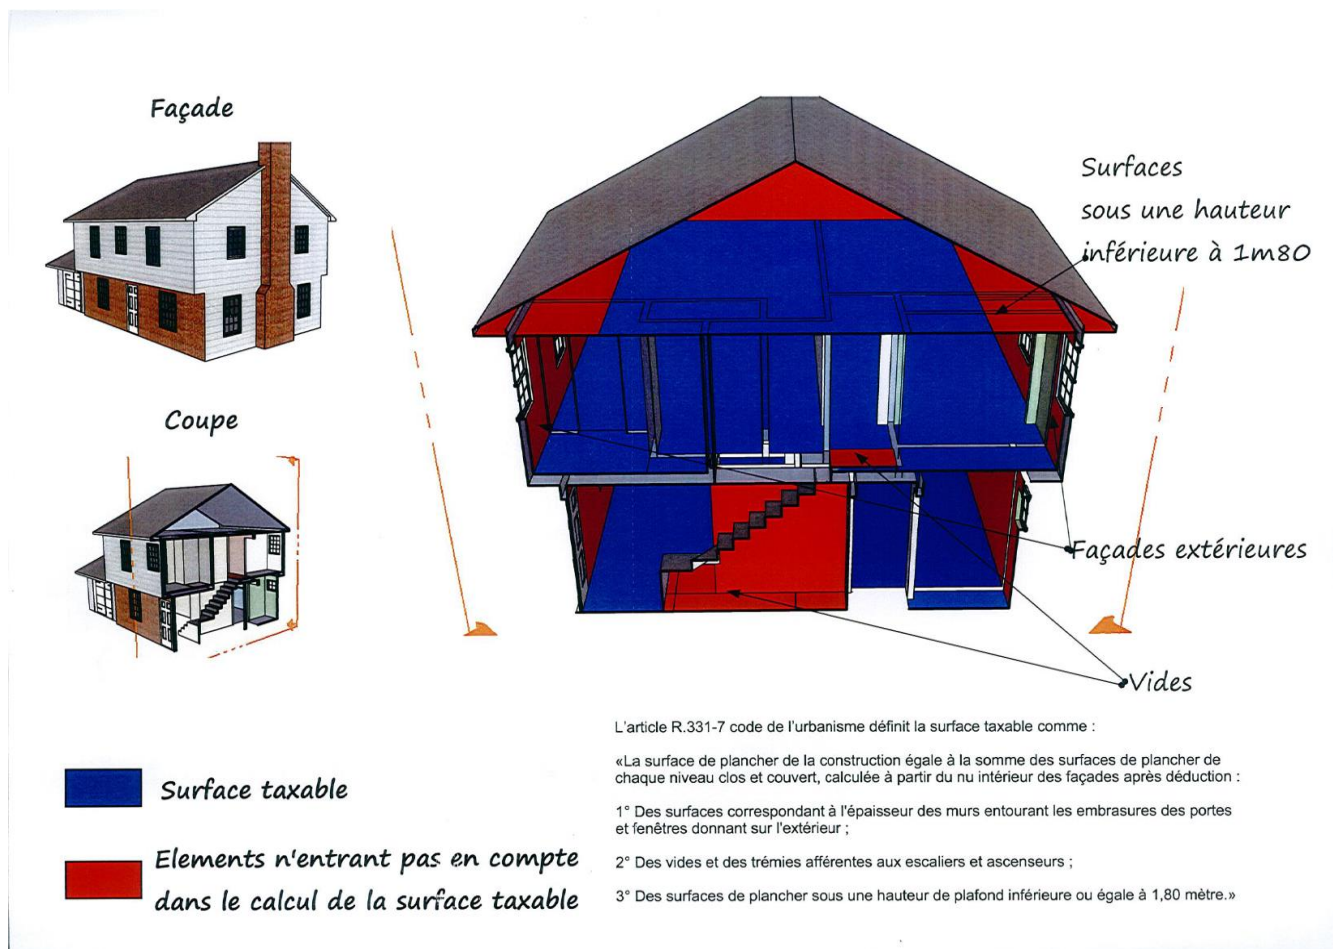 Façade
Surfaces
sous une hauteur
inférieure à 1m80
Coupe
Façades extérieures
Vides
L'article R.331-7 code de l'urbanisme définit la surface taxable comme :
«La surface de plancher de la construction égale à la somme des surfaces de plancher de
chaque niveau clos et couvert, calculée à partir du nu intérieur des façades après déduction :
1° Des surfaces correspondant à l'épaisseur des murs entourant les embrasures des portes
et fenêtres donnant sur l'extérieur ;
2° Des vides et des trémies afférentes aux escaliers et ascenseurs ;
3° Des surfaces de plancher sous une hauteur de plafond inférieure ou égale à 1,80 mètre.»
Surface taxable
Elements n'entrant pas en compte
dans le calcul de la surface taxable